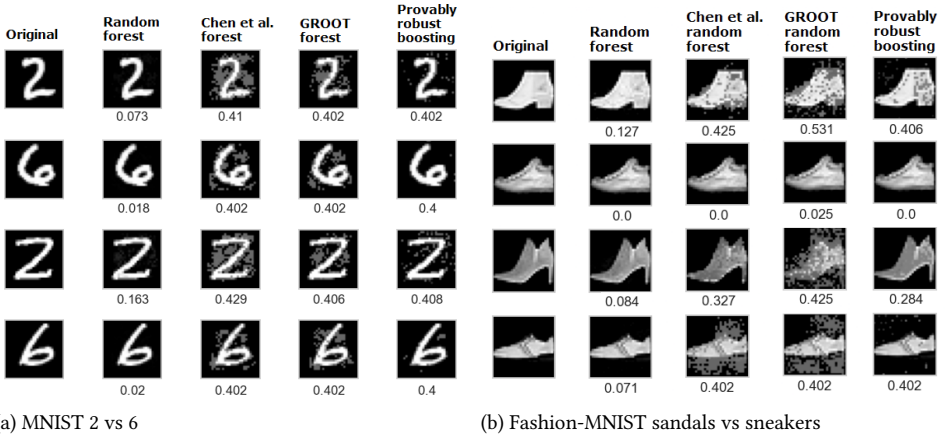 Original
Random
forest
Chen et al.
forest
GROOT
forest
Provably
robust
boosting
0.073 0.41 0.402 0.402
0.018 0.402 0.402 0.4
0.163 0.429 0.406 0.408
0.02 0.402 0.402 0.4
a) MNIST 2 vs 6
Original
Random
forest
Chen et al.
random
forest
GROOT
random
forest
Provably
robust
boosting
0.127 0.425 0.531 0.406
0.0 0.0 0.025 0.0
0.084 0.327 0.425 0.284
0.071 0.402 0.402 0.402
(b) Fashion-MNIST sandals vs sneakers